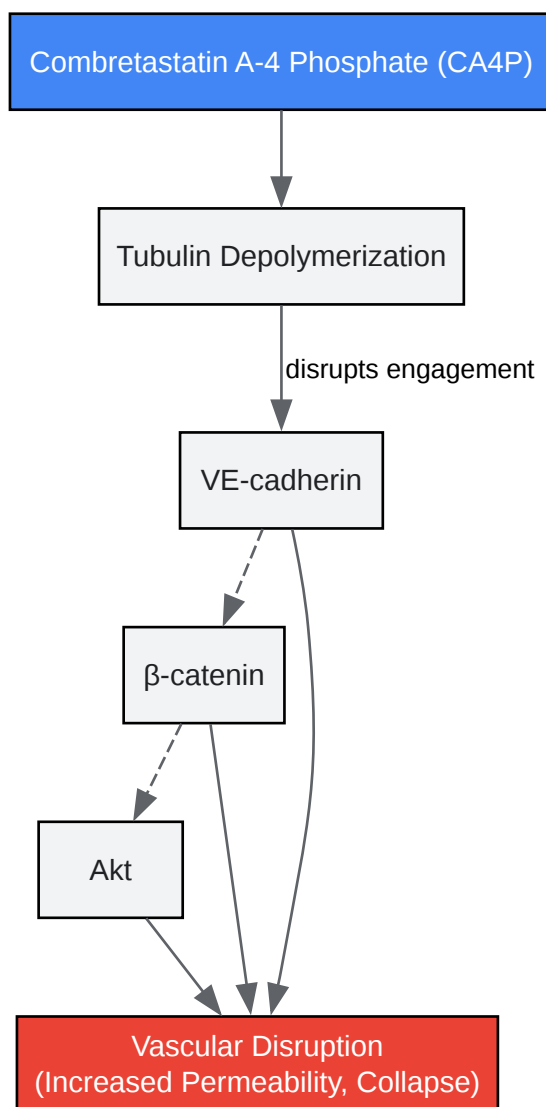 Combretastatin A-4 Phosphate (CA4P)
Tubulin Depolymerization
disrupts engagement
VE-cadherin
β-catenin
Akt
Vascular Disruption
(Increased Permeability, Collapse)